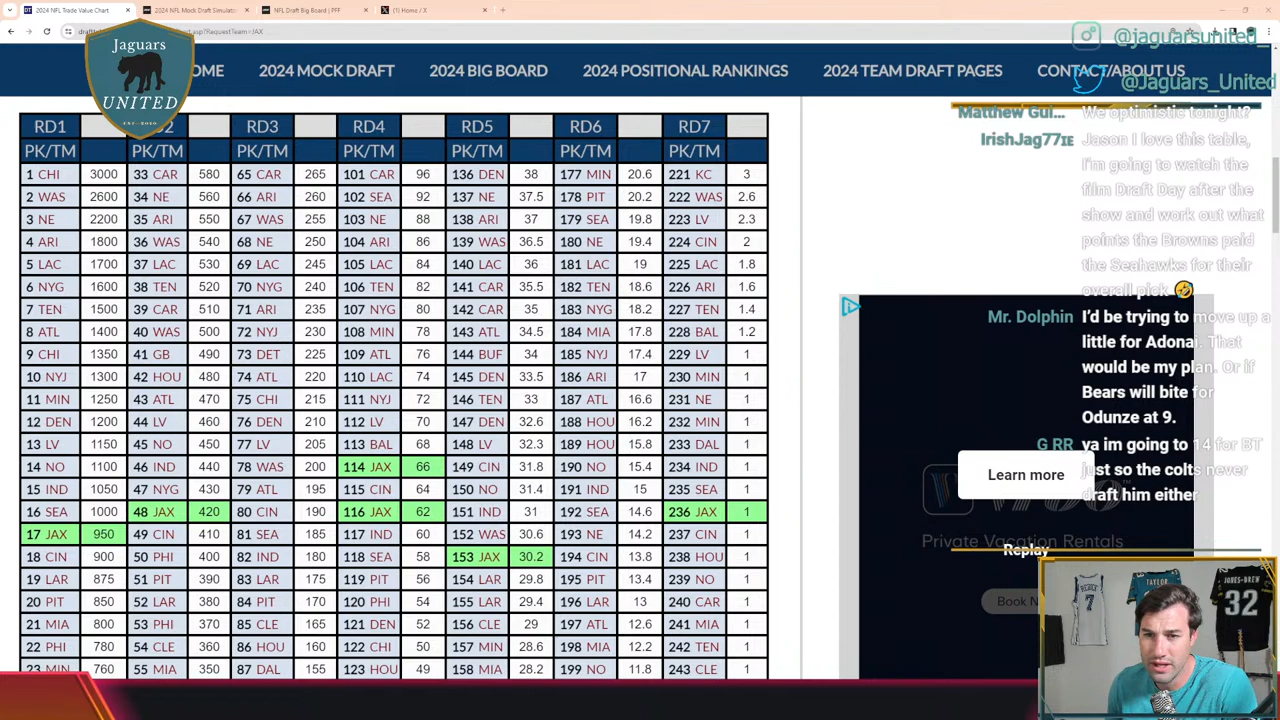 2024 NFL Trade Value Chart
2024 NFL Mock Draft Simulato
NFL Draft Big Board | PFF
(1) Home / X
Jaguars
UNITED
EST-2020
@jaguarsunited_
@Jaguars_United
OME 2024 MOCK DRAFT 2024 BIG BOARD 2024 POSITIONAL RANKINGS 2024 TEAM DRAFT PAGES CONTACT/ABOUT US
RD1 RD3 RD4 RD5 RD6 RD7
PK/TM PK/TM PK/TM PK/TM PK/TM PK/TM PK/TM
1 CHI 3000 33 CAR 580 65 CAR 265 101 CAR 96 136 DEN 38 177 MIN 20.6 221 KC 3
2 WAS 2600 34 NE 560 66 ARI 260 102 SEA 92 137 NE 37.5 178 PIT 20.2 222 WAS 2.6
3 NE 2200 35 ARI 550 67 WAS 255 103 NE 88 138 ARI 37 179 SEA 19.8 223 LV 2.3
4 ARI 1800 36 WAS 540 68 NE 250 104 ARI 86 139 WAS 36.5 180 NE 19.4 224 CIN 2
5 LAC 1700 37 LAC 530 69 LAC 245 105 LAC 84 140 LAC 36 181 LAC 19 225 LAC 1.8
6 NYG 1600 38 TEN 520 70 NYG 240 106 TEN 82 141 CAR 35.5 182 TEN 18.6 226 ARI 1.6
7 TEN 1500 39 CAR 510 71 ARI 235 107 NYG 80 142 CAR 35 183 NYG 18.2 227 TEN 1.4
8 ATL 1400 40 WAS 500 72 NYJ 230 108 MIN 78 143 ATL 34.5 184 MIA 17.8 228 BAL 1.2
9 CHI 1350 41 GB 490 73 DET 225 109 ATL 76 144 BUF 34 185 NYJ 17.4 229 LV 1
10 NYJ 1300 42 HOU 480 74 ATL 220 110 LAC 74 145 DEN 33.5 186 ARI 17 230 MIN 1
11 MIN 1250 43 ATL 470 75 CHI 215 111 NYJ 72 146 TEN 33 187 ATL 16.6 231 NE 1
12 DEN 1200 44 LV 460 76 DEN 210 112 LV 70 147 DEN 32.6 188 HOU 16.2 232 MIN 1
13 LV 1150 45 NO 450 77 LV 205 113 BAL 68 148 LV 32.3 189 HOU 15.8 233 DAL 1
14 NO 1100 46 IND 440 78 WAS 200 114 JAX 66 149 CIN 31.8 190 NO 15.4 234 IND 1
15 IND 1050 47 NYG 430 79 ATL 195 115 CIN 64 150 NO 31.4 191 IND 15 235 SEA 1
16 SEA 1000 48 JAX 420 80 CIN 190 116 JAX 62 151 IND 31 192 SEA 14.6 236 JAX 1
17 JAX 950 49 CIN 410 81 SEA 185 117 IND 60 152 WAS 30.6 193 NE 14.2 237 CIN 1
18 CIN 900 50 PHI 400 82 IND 180 118 SEA 58 153 JAX 30.2 194 CIN 13.8 238 HOU 1
19 LAR 875 51 PIT 390 83 LAR 175 119 PIT 56 154 LAR 29.8 195 PIT 13.4 239 NO 1
20 PIT 850 52 LAR 380 84 PIT 170 120 PHI 54 155 LAR 29.4 196 LAR 13 240 CAR 1
21 MIA 800 53 PHI 370 85 CLE 165 121 DEN 52 156 CLE 29 197 ATL 12.6 241 MIA 1
22 PHI 780 54 CLE 360 86 HOU 160 122 CHI 50 157 MIN 28.6 198 MIA 12.2 242 TEN 1
23 MIN 760 55 MIA 350 87 DAL 155 123 HOU 49 158 MIA 28.2 199 NO 11.8 243 CLE 1
Matthew Gui... We optimistic tonight?
IrishJag77IE Jason I love this table,
I'm going to watch the
film Draft Day after the
show and work out what
points the Browns paid
the Seahawks for their
overall pick 🤣
Mr. Dolphin I'd be trying to move up a
little for Adonai. That
would be my plan. Or if
Bears will bite for
Odunze at 9.
G RR ya im going to 14 for BT
just so the colts never
draft him either
Learn more
Private Vacation Rentals
Replay
Book N
PEREZ
7
TAYLOR
JONES-DREW
32